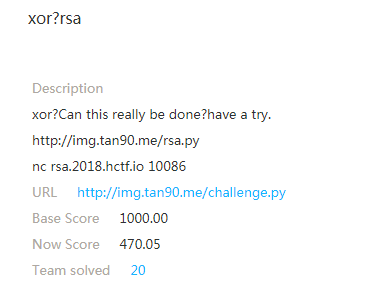 xor?rsa
Description
xor?Can this really be done?have a try.
http://img.tan90.me/rsa.py
nc rsa.2018.hctf.io 10086
URL http://img.tan90.me/challenge.py
Base Score 1000.00
Now Score 470.05
Team solved 20